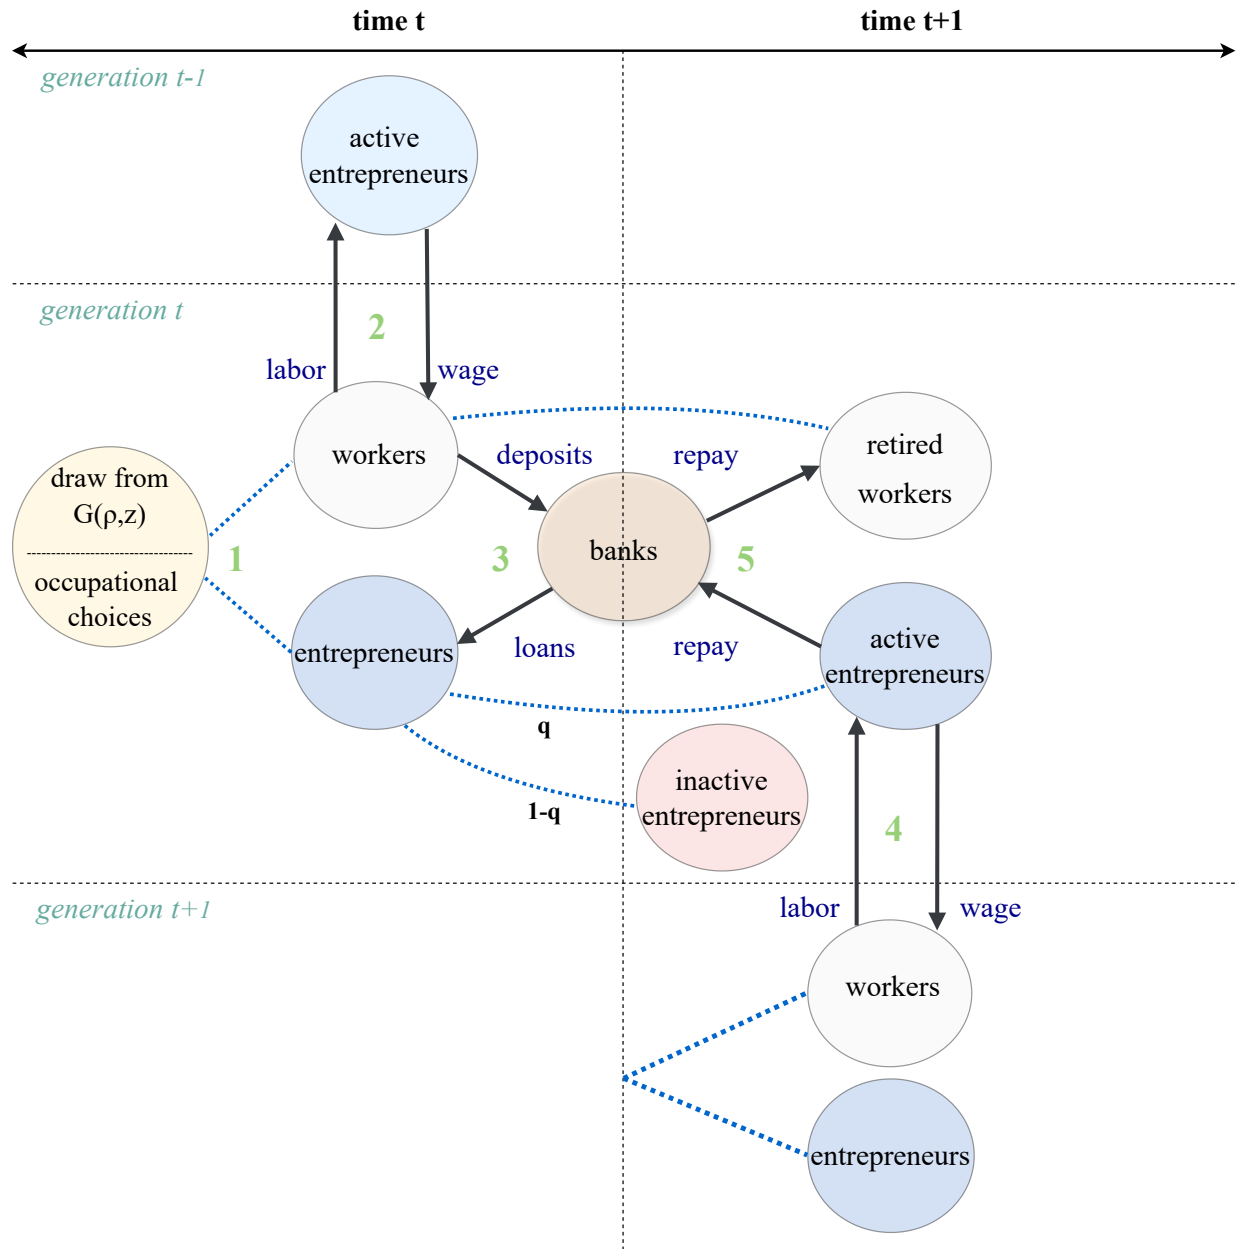 time t
time t+1
generation t-1
active
entrepreneurs
generation t
2
labor
wage
workers
deposits
repay
retired
workers
draw from
G(ρ,z)
occupational
choices
1
3
banks
5
entrepreneurs
loans
repay
active
entrepreneurs
q
1-q
inactive
entrepreneurs
4
generation t+1
labor
wage
workers
entrepreneurs